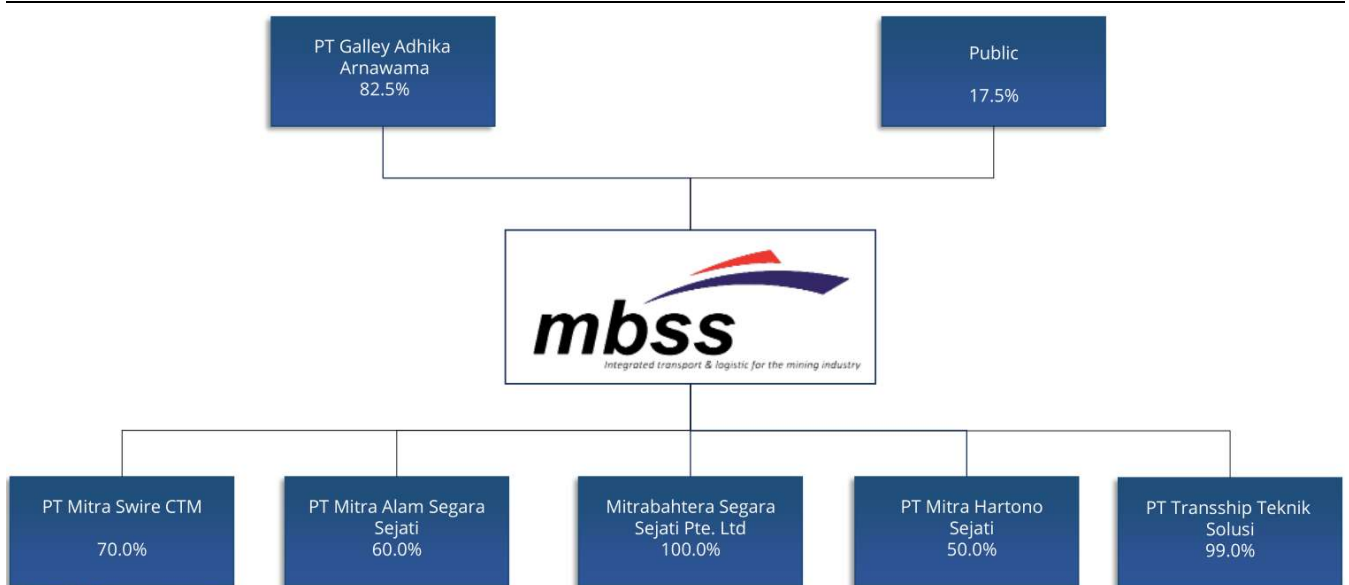 PT Galley Adhika
Arnawama
82.5%
Public
17.5%
mbss
Integrated transport & logistic for the mining industry
PT Mitra Swire CTM
70.0%
PT Mitra Alam Segara
Sejati
60.0%
Mitrabahtera Segara
Sejati Pte. Ltd
100.0%
PT Mitra Hartono
Sejati
50.0%
PT Transship Teknik
Solusi
99.0%